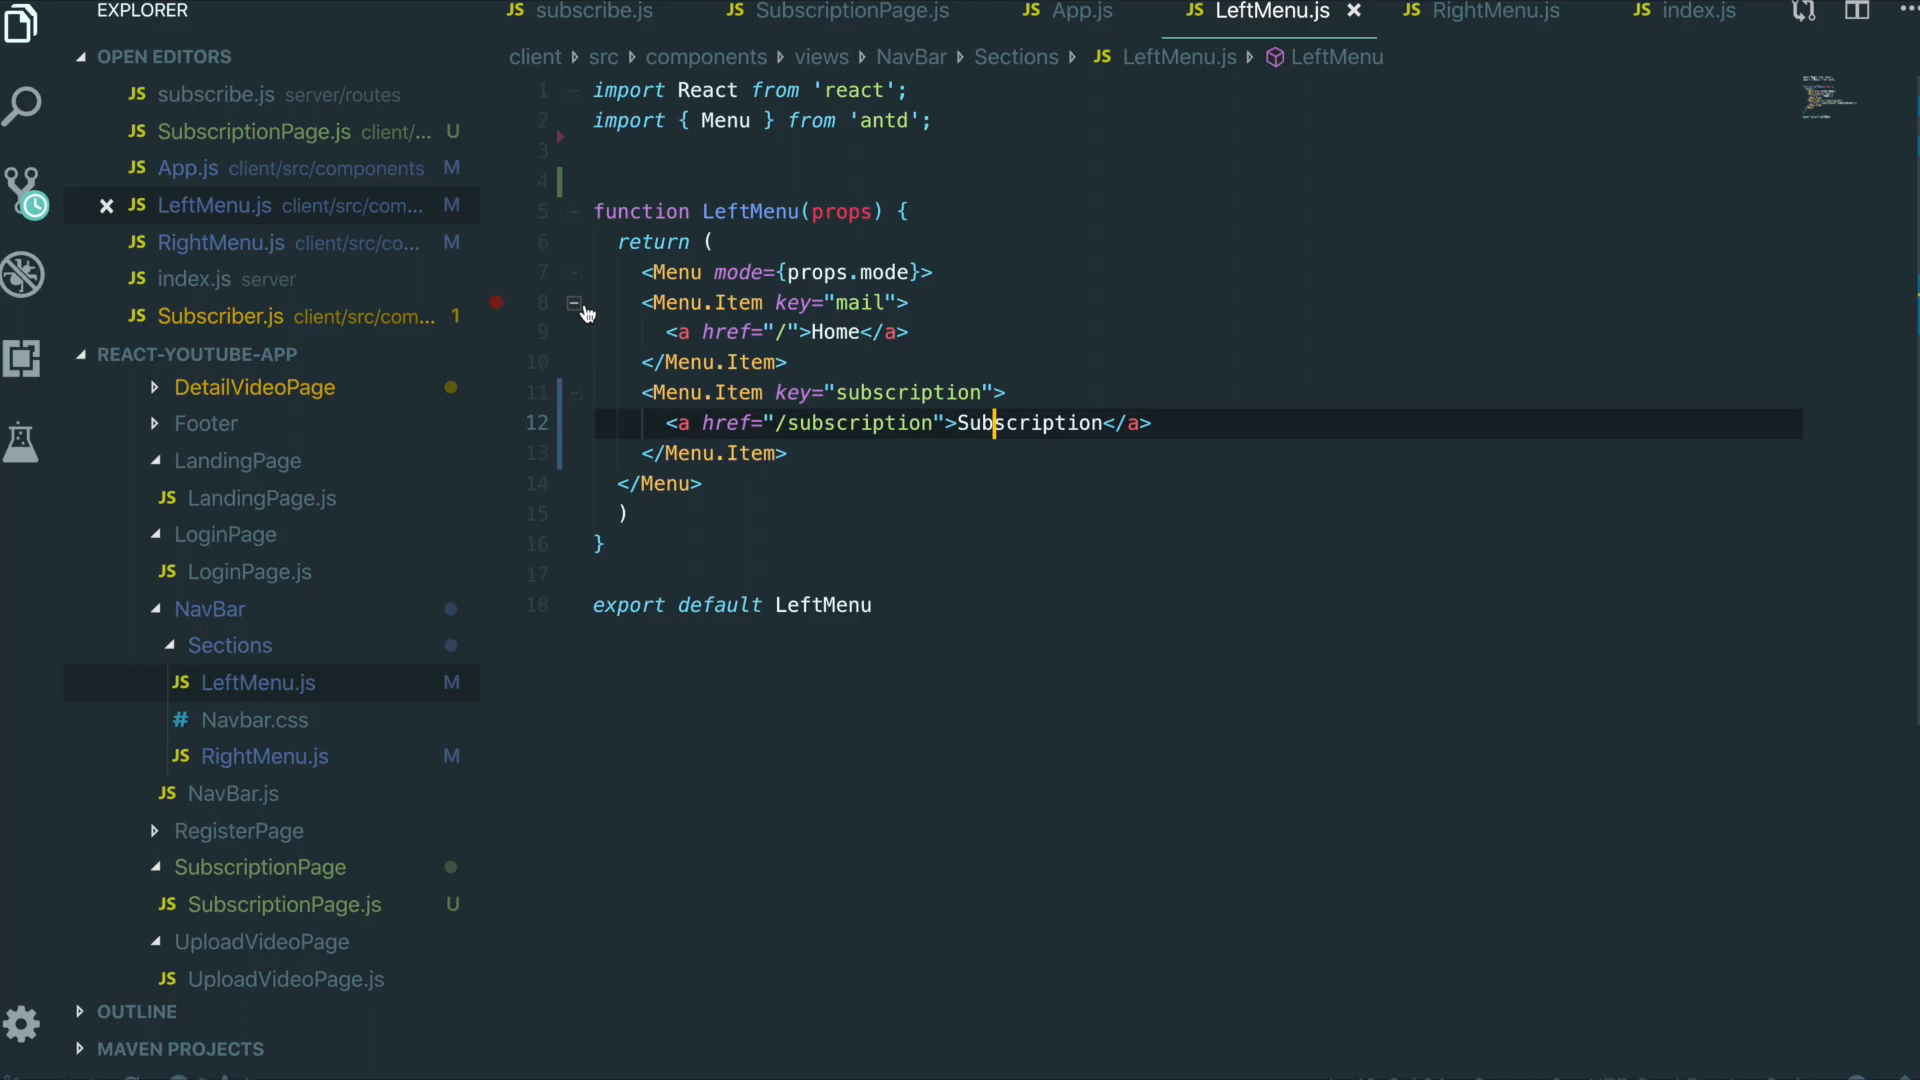 EXPLORER
OPEN EDITORS
JS subscribe.js server/routes
JS SubscriptionPage.js client/... U
JS App.js client/src/components M
JS LeftMenu.js client/src/com... M
JS RightMenu.js client/src/co... M
JS index.js server
JS Subscriber.js client/src/com... 1
REACT-YOUTUBE-APP
DetailVideoPage
Footer
LandingPage
JS LandingPage.js
LoginPage
JS LoginPage.js
NavBar
Sections
JS LeftMenu.js M
# Navbar.css
JS RightMenu.js M
JS NavBar.js
RegisterPage
SubscriptionPage
JS SubscriptionPage.js U
UploadVideoPage
JS UploadVideoPage.js
OUTLINE
MAVEN PROJECTS
JS subscribe.js JS SubscriptionPage.js JS App.js JS LeftMenu.js JS RightMenu.js JS index.js
client src components views NavBar Sections JS LeftMenu.js LeftMenu
1 import React from 'react';
2 import { Menu } from 'antd';
3
4
5 function LeftMenu(props) {
6 return (
7 <Menu mode={props.mode}>
8 <Menu.Item key="mail">
9 <a href="/">Home</a>
10 </Menu.Item>
11 <Menu.Item key="subscription">
12 <a href="/subscription">Subscription</a>
13 </Menu.Item>
14 </Menu>
15 )
16 }
17
18 export default LeftMenu